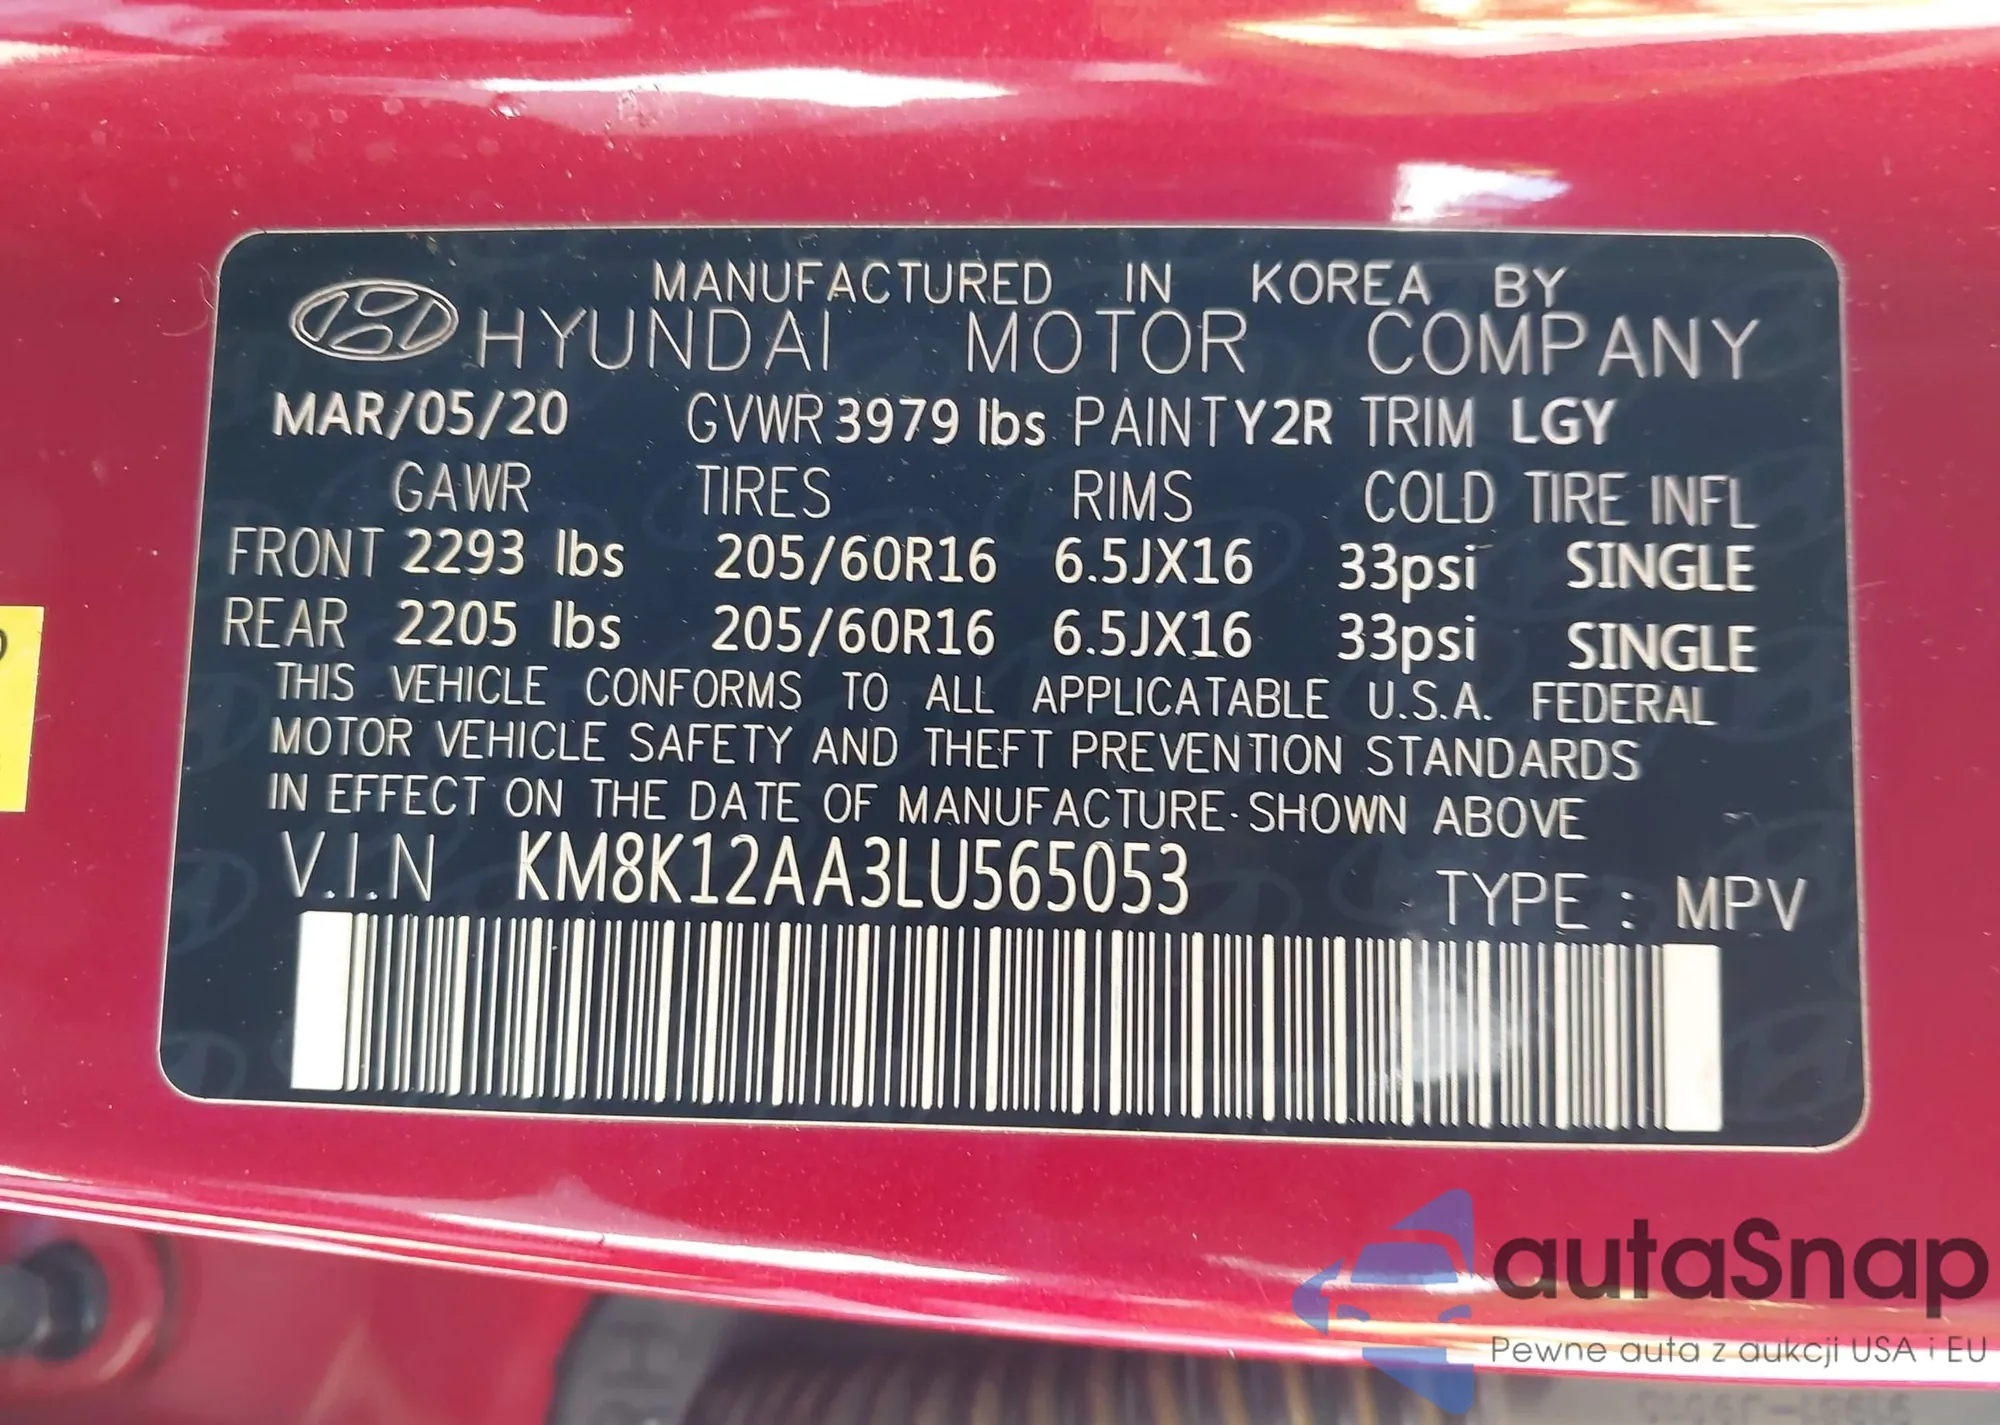 MANUFACTURED IN KOREA BY
HYUNDAI MOTOR COMPANY
MAR/05/20 GVWR 3979 lbs PAINT Y2R TRIM LGY
GAWR TIRES RIMS COLD TIRE INFL
FRONT 2293 lbs 205/60R16 6.5JX16 33psi SINGLE
REAR 2205 lbs 205/60R16 6.5JX16 33psi SINGLE
THIS VEHICLE CONFORMS TO ALL APPLICATABLE U.S.A. FEDERAL
MOTOR VEHICLE SAFETY AND THEFT PREVENTION STANDARDS
IN EFFECT ON THE DATE OF MANUFACTURE SHOWN ABOVE
V.I.N KM8K12AA3LU565053 TYPE : MPV
autaSnap
Pewne auta z aukcji USA i EU